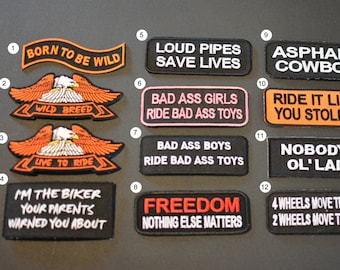 1
BORN TO BE WILD
2
WILD BREED
3
LIVE TO RIDE
4
I'M THE BIKER
YOUR PARENTS
WARNED YOU ABOUT
5
LOUD PIPES
SAVE LIVES
6
BAD ASS GIRLS
RIDE BAD ASS TOYS
7
BAD ASS BOYS
RIDE BAD ASS TOYS
8
FREEDOM
NOTHING ELSE MATTERS
9
ASPHAL
COWBO
10
RIDE IT LI
YOU STOL
11
NOBODY
OL' LA
12
4 WHEELS MOVE TH
2 WHEELS MOVE TH